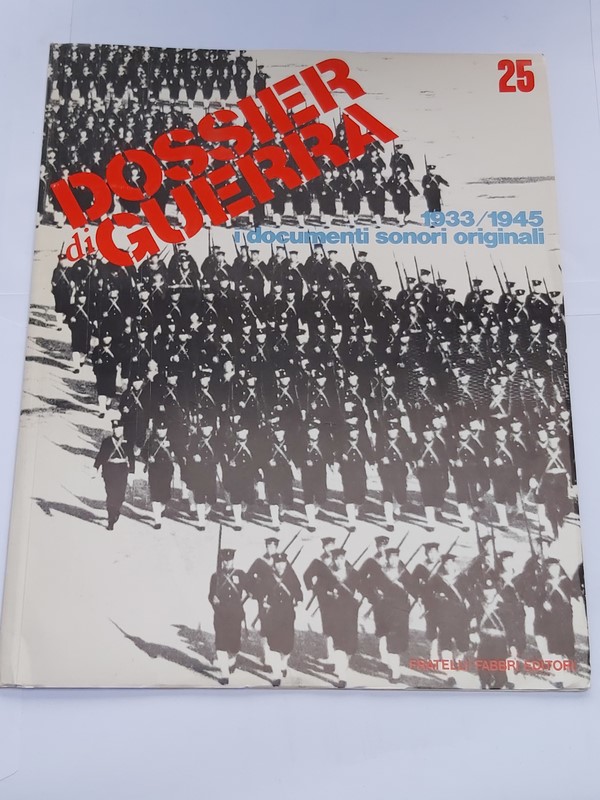 25
DOSSIER
di GUERRA
1933/1945
i documenti sonori originali
FRATELLI FABBRI EDITORI